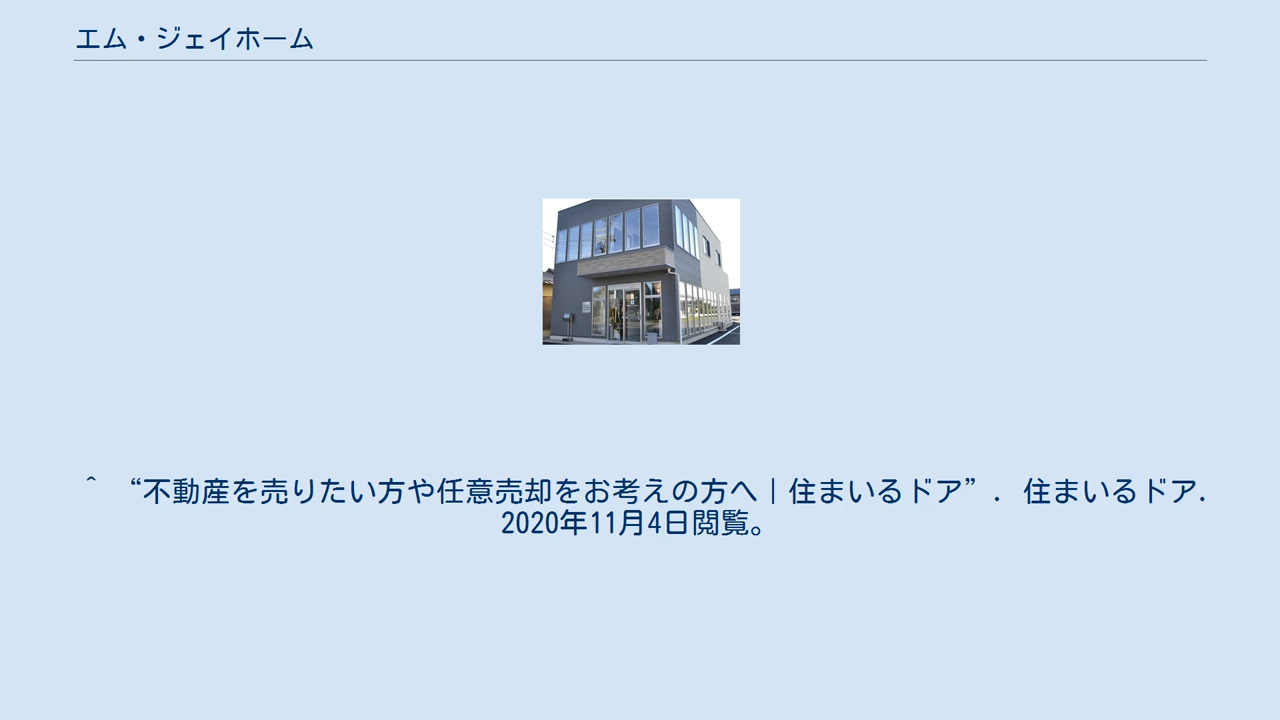 エム・ジェイホーム
^ “不動産を売りたい方や任意売却をお考えの方へ｜住まいるドア”. 住まいるドア.
2020年11月4日閲覧。